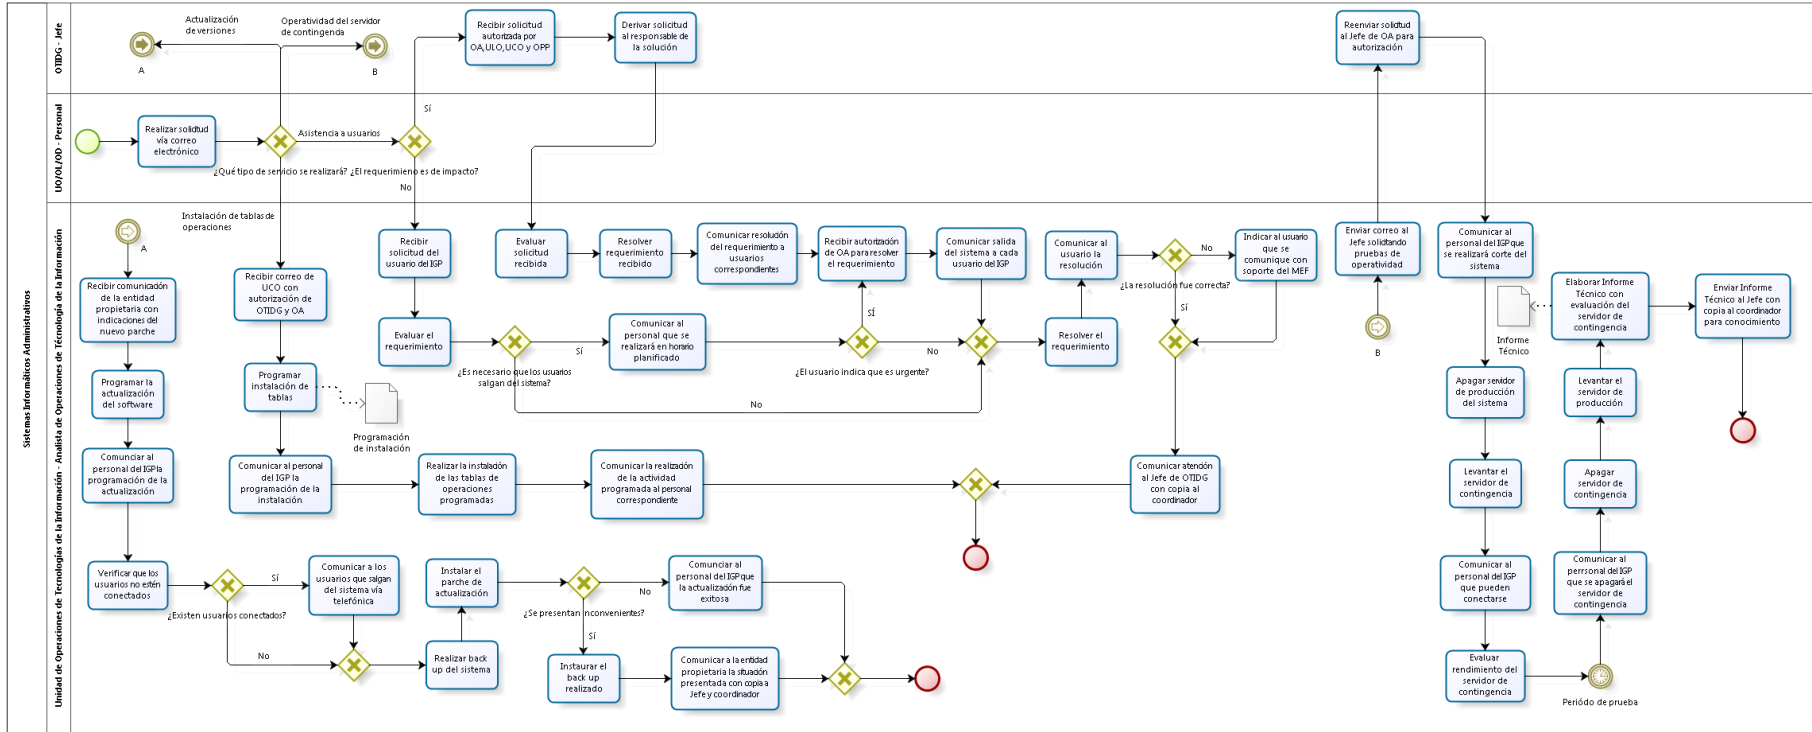 Sistemas Informáticos Administrativos
OTIDG - Jefe
Actualización
de versiones
A
Operatividad del servidor
de contingenda
B
Recibir solicitud
autorizada por
OA,ULO,UCO y OPP
Derivar solicitud
al responsable de
la solución
Reenviar solidtud
al Jefe de OA para
autorización
Sí
UO/OL/OD - Personal
Realizar solidtud
vía correo
electrónico
¿Qué tipo de servicio se realizará?
Asistencia a usuarios
¿El requerimieno es de impacto?
No
Unidad de Operacione de Tecnologías de la Información - Analista de Operaciones de Técnología de la Información
Instalación de tablas de
operaciones
A
Recibir comunicación
de la entidad
propietaria con
indicaciones del
nuevo parche
Programar la
actualización
del software
Comunciar al
personal del IGP la
programación de la
actualización
Verificar que los
usuarios no estén
conectados
¿Existen usuarios conectados?
Sí
No
Comunicar a los
usuarios que salgan
del sistema vía
telefónica
Realizar back
up del sistema
Instalar el
parche de
actualización
¿Se presentan inconvenientes?
No
Sí
Comunciar al
personal del IGP que
la actualización fue
exitosa
Instaurar el
back up
realizado
Comunicar a la entidad
propietaria la situación
presentada con copia a
Jefe y coordinador
Recibir correo de
UCO con
autorización de
OTIDG y OA
Programar
instalación de
tablas
Programación
de instalación
Comunicar al personal
del IGP la
programación de la
instalación
Realizar la instalación
de las tablas de
operaciones
programadas
Comunicar la realización
de la actividad
programada al personal
correspondiente
Recibir
solicitud del
usuario del IGP
Evaluar el
requerimiento
¿Es necesario que los usuarios
salgan del sistema?
Sí
No
Comunicar al
personal que se
realizará en horario
planificado
¿El usuario indica que es urgente?
SÍ
No
Evaluar
solicitud
recibida
Resolver
requerimiento
recibido
Comunicar resolución
del requerimiento a
usuarios
correspondientes
Recibir autorización
de OA para resolver
el requerimiento
Comunicar salida
del sistema a cada
usuario del IGP
Resolver el
requerimiento
Comunicar al
usuario la
resolución
¿La resolución fue correcta?
No
Sí
Indicar al usuario
que se
comunique con
soporte del MEF
Comunicar atención
al Jefe de OTIDG
con copia al
coordinador
Enviar correo al
Jefe solidtando
pruebas de
operatividad
B
Comunicar al
personal del IGP que
se realizará corte del
sistema
Apagar servidor
de producción
del sistema
Levantar el
servidor de
contingencia
Comunicar al
personal del IGP
que pueden
conectarse
Evaluar
rendimiento del
servidor de
contingencia
Periódo de prueba
Comunicar al
perrsonal del IGP
que se apagará el
servidor de
contingencia
Apagar
servidor de
contingencia
Levantar el
servidor de
producción
Elaborar Informe
Técnico con
evaluación del
servidor de
contingencia
Informe
Técnico
Enviar Informe
Técnico al Jefe con
copia al coordinador
para conocimiento